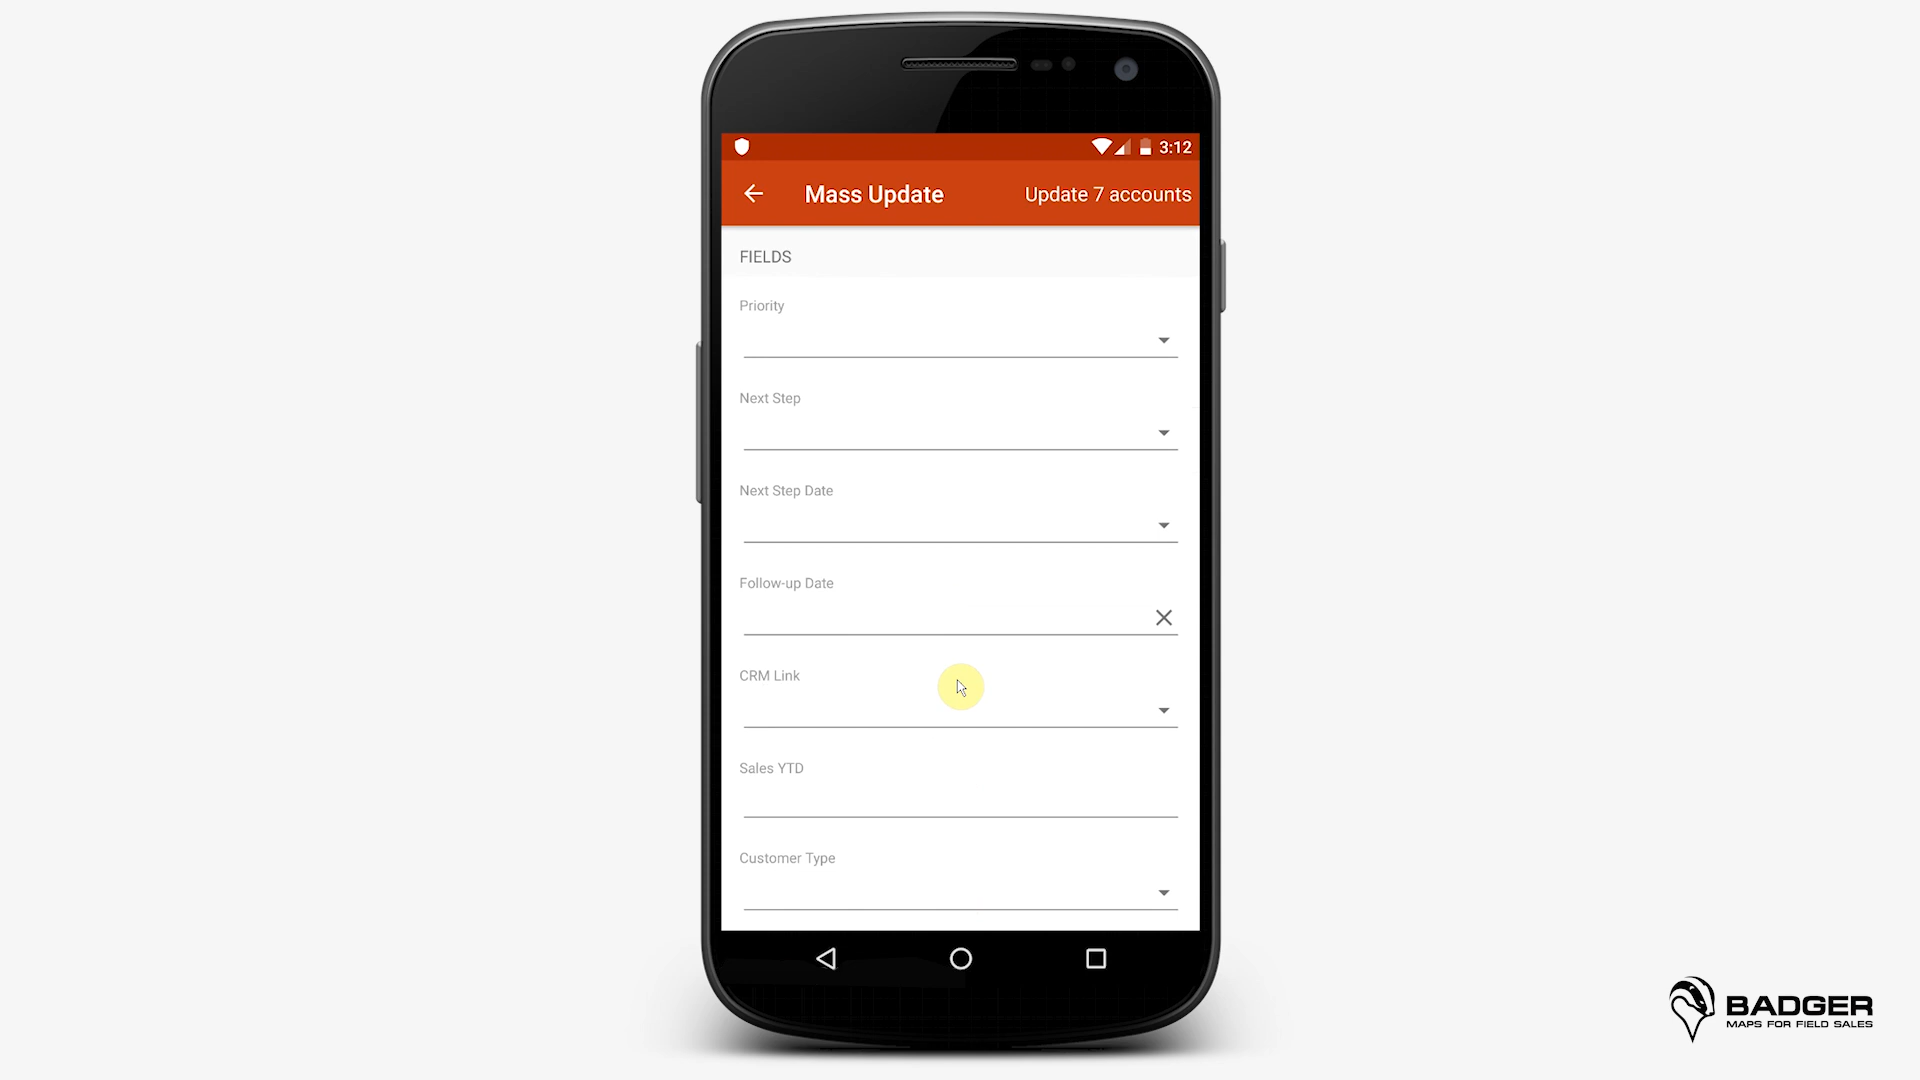 3:12
Mass Update
Update 7 accounts
FIELDS
Priority
Next Step
Next Step Date
Follow-up Date
CRM Link
Sales YTD
Customer Type
BADGER
MAPS FOR FIELD SALES